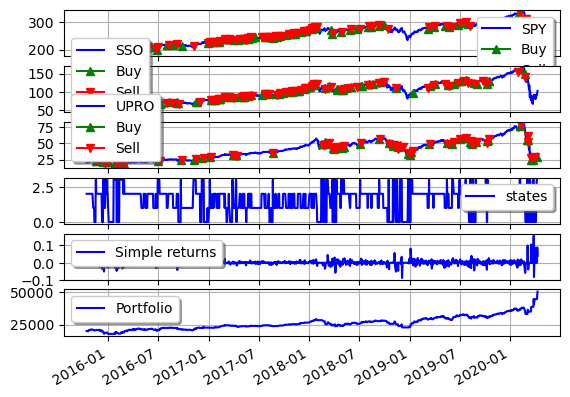 300
200
SPY
Buy
150
100
50
SSO
Buy
Sell
75
50
25
UPRO
Buy
Sell
2.5
0.0
states
0.1
0.0
−0.1
Simple returns
50000
25000
Portfolio
2016-01
2016-07
2017-01
2017-07
2018-01
2018-07
2019-01
2019-07
2020-01